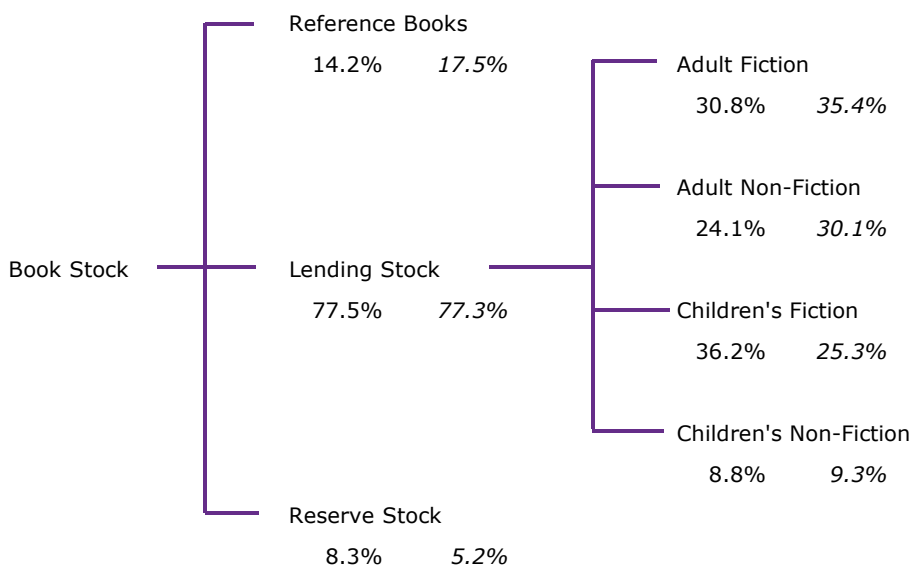 Reference Books
14.2% 17.5%
Adult Fiction
30.8% 35.4%
Adult Non-Fiction
24.1% 30.1%
Book Stock
Lending Stock
77.5% 77.3%
Children's Fiction
36.2% 25.3%
Children's Non-Fiction
8.8% 9.3%
Reserve Stock
8.3% 5.2%